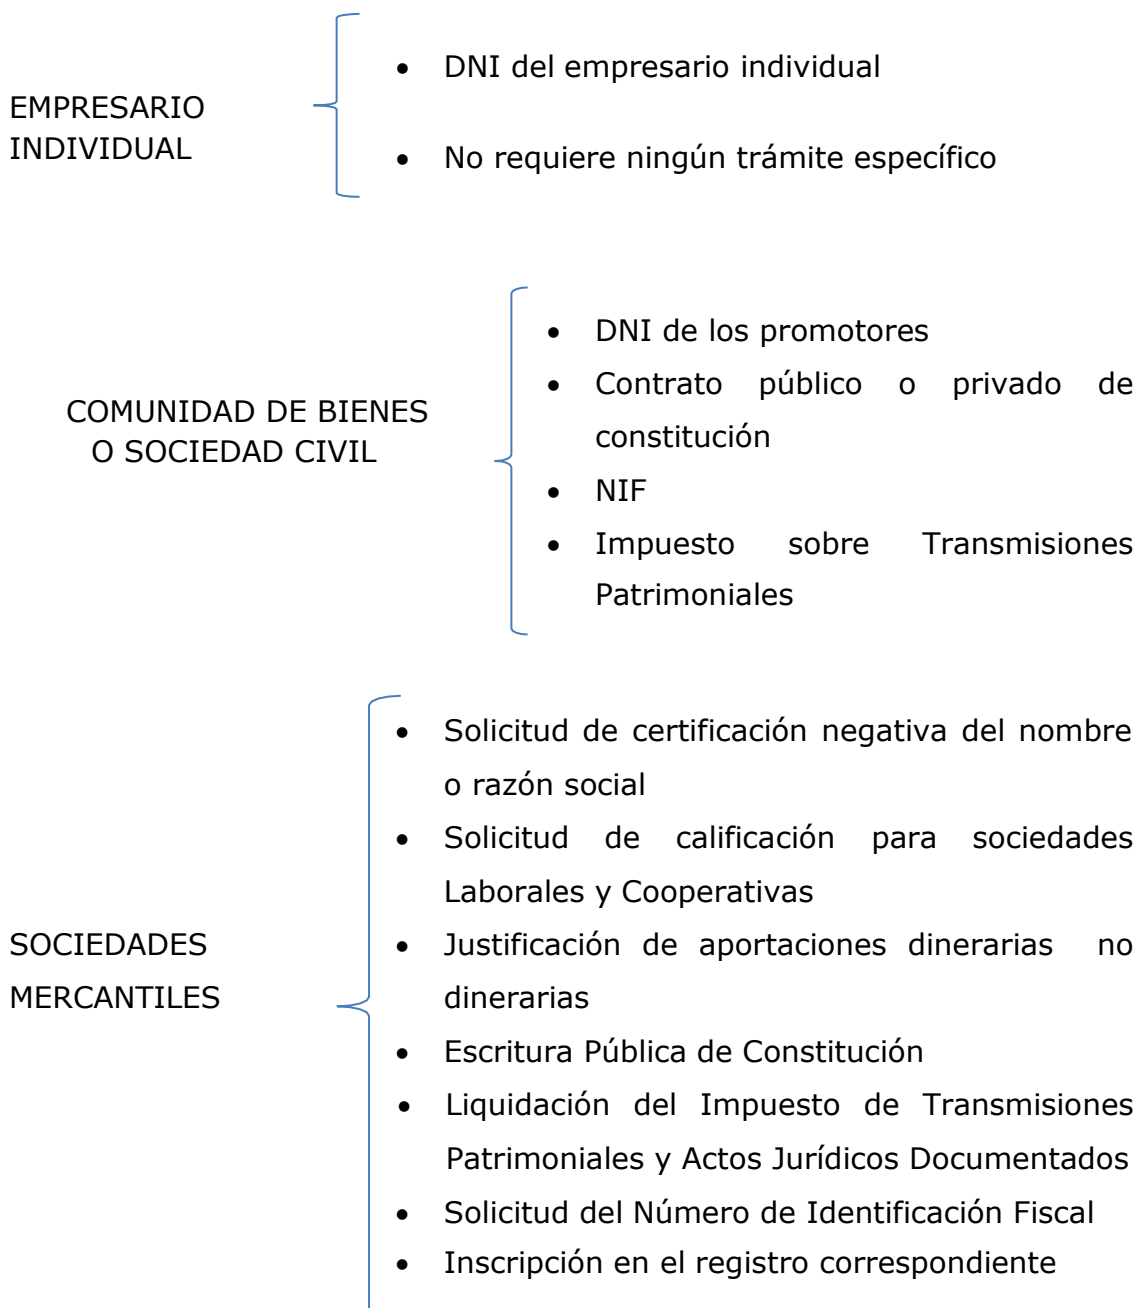 EMPRESARIO
INDIVIDUAL
• DNI del empresario individual
• No requiere ningún trámite específico
COMUNIDAD DE BIENES
O SOCIEDAD CIVIL
• DNI de los promotores
• Contrato público o privado de
constitución
• NIF
• Impuesto sobre Transmisiones
Patrimoniales
SOCIEDADES
MERCANTILES
• Solicitud de certificación negativa del nombre
o razón social
• Solicitud de calificación para sociedades
Laborales y Cooperativas
• Justificación de aportaciones dinerarias no
dinerarias
• Escritura Pública de Constitución
• Liquidación del Impuesto de Transmisiones
Patrimoniales y Actos Jurídicos Documentados
• Solicitud del Número de Identificación Fiscal
• Inscripción en el registro correspondiente